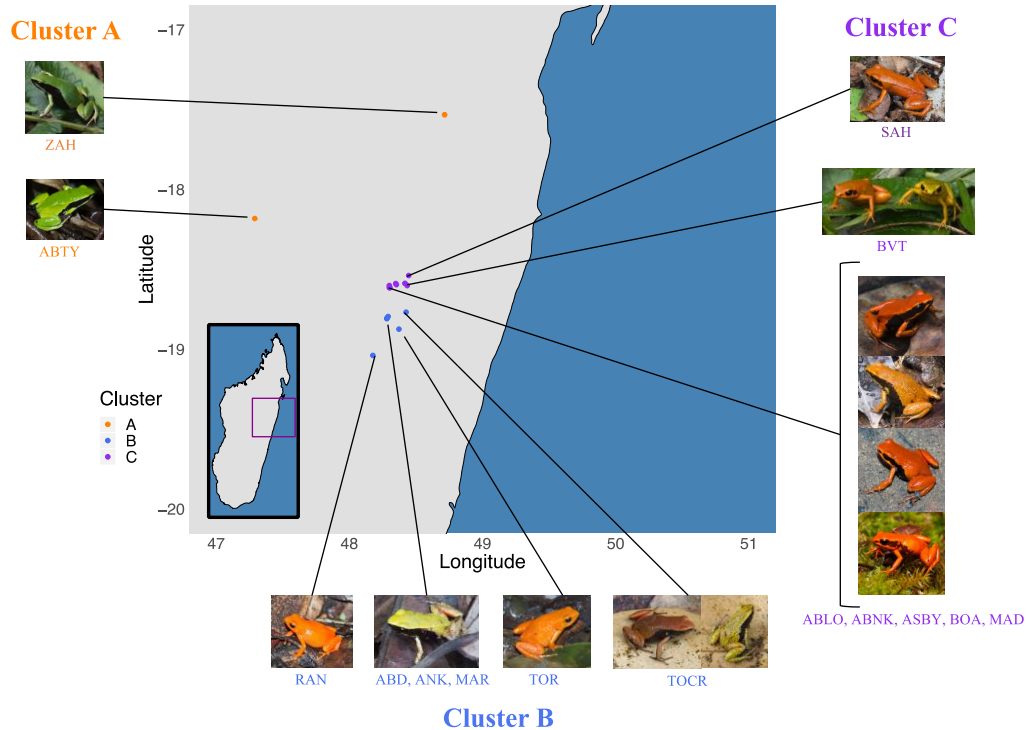 Cluster A
Cluster C
ZAH
ABTY
SAH
BVT
ABLO, ABNK, ASBY, BOA, MAD
−17
−18
−19
−20
Latitude
47
48
49
50
51
Longitude
Cluster
A
B
C
RAN
ABD, ANK, MAR
TOR
TOCR
Cluster B